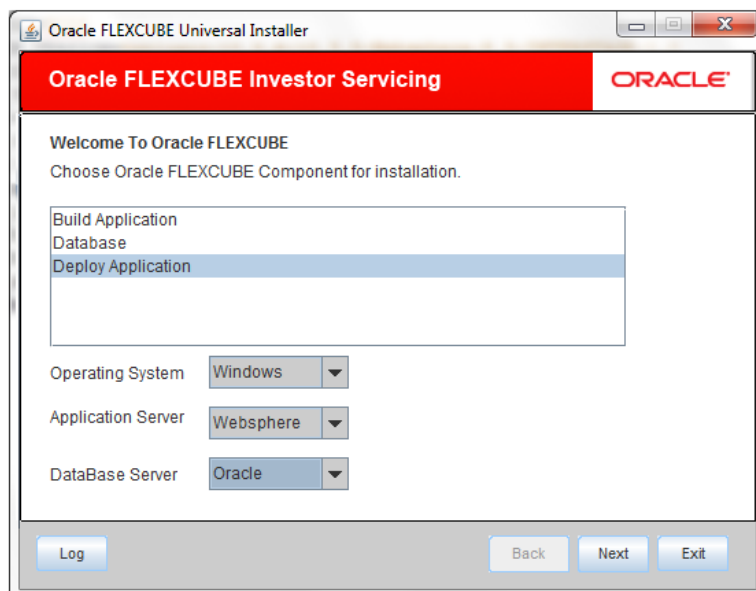 Oracle FLEXCUBE Universal Installer
Oracle FLEXCUBE Investor Servicing
ORACLE
Welcome To Oracle FLEXCUBE
Choose Oracle FLEXCUBE Component for installation.
Build Application
Database
Deploy Application
Operating System Windows
Application Server Websphere
DataBase Server Oracle
Log Back Next Exit